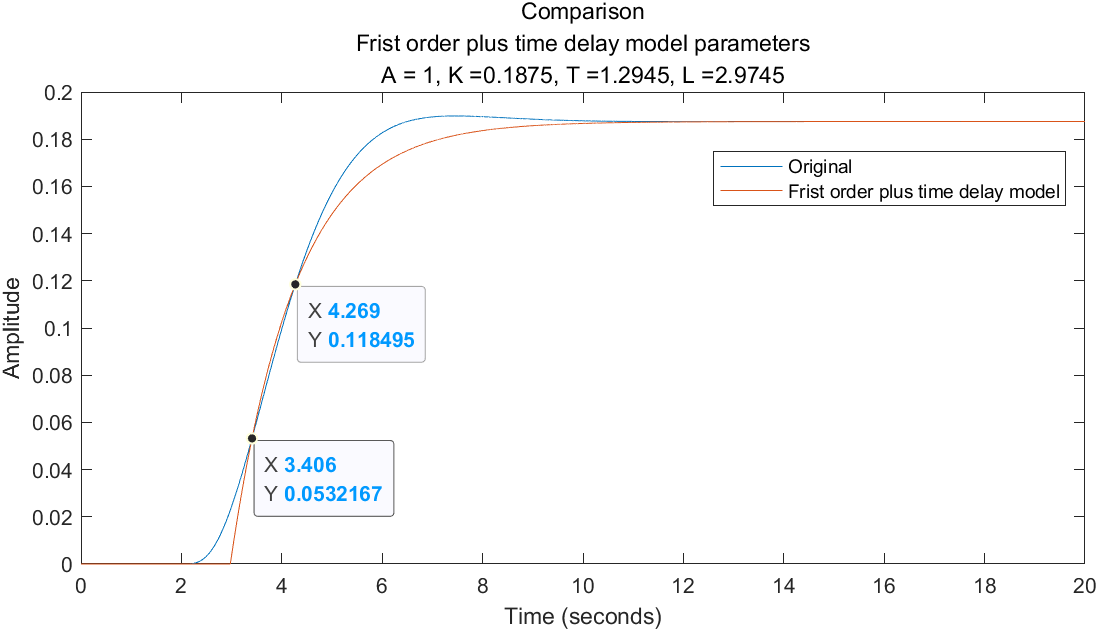 Comparison
Frist order plus time delay model parameters
A = 1, K =0.1875, T =1.2945, L =2.9745
0.2
0.18
0.16
0.14
0.12
0.1
0.08
0.06
0.04
0.02
0
Amplitude
Original
Frist order plus time delay model
X 4.269
Y 0.118495
X 3.406
Y 0.0532167
0 2 4 6 8 10 12 14 16 18 20
Time (seconds)